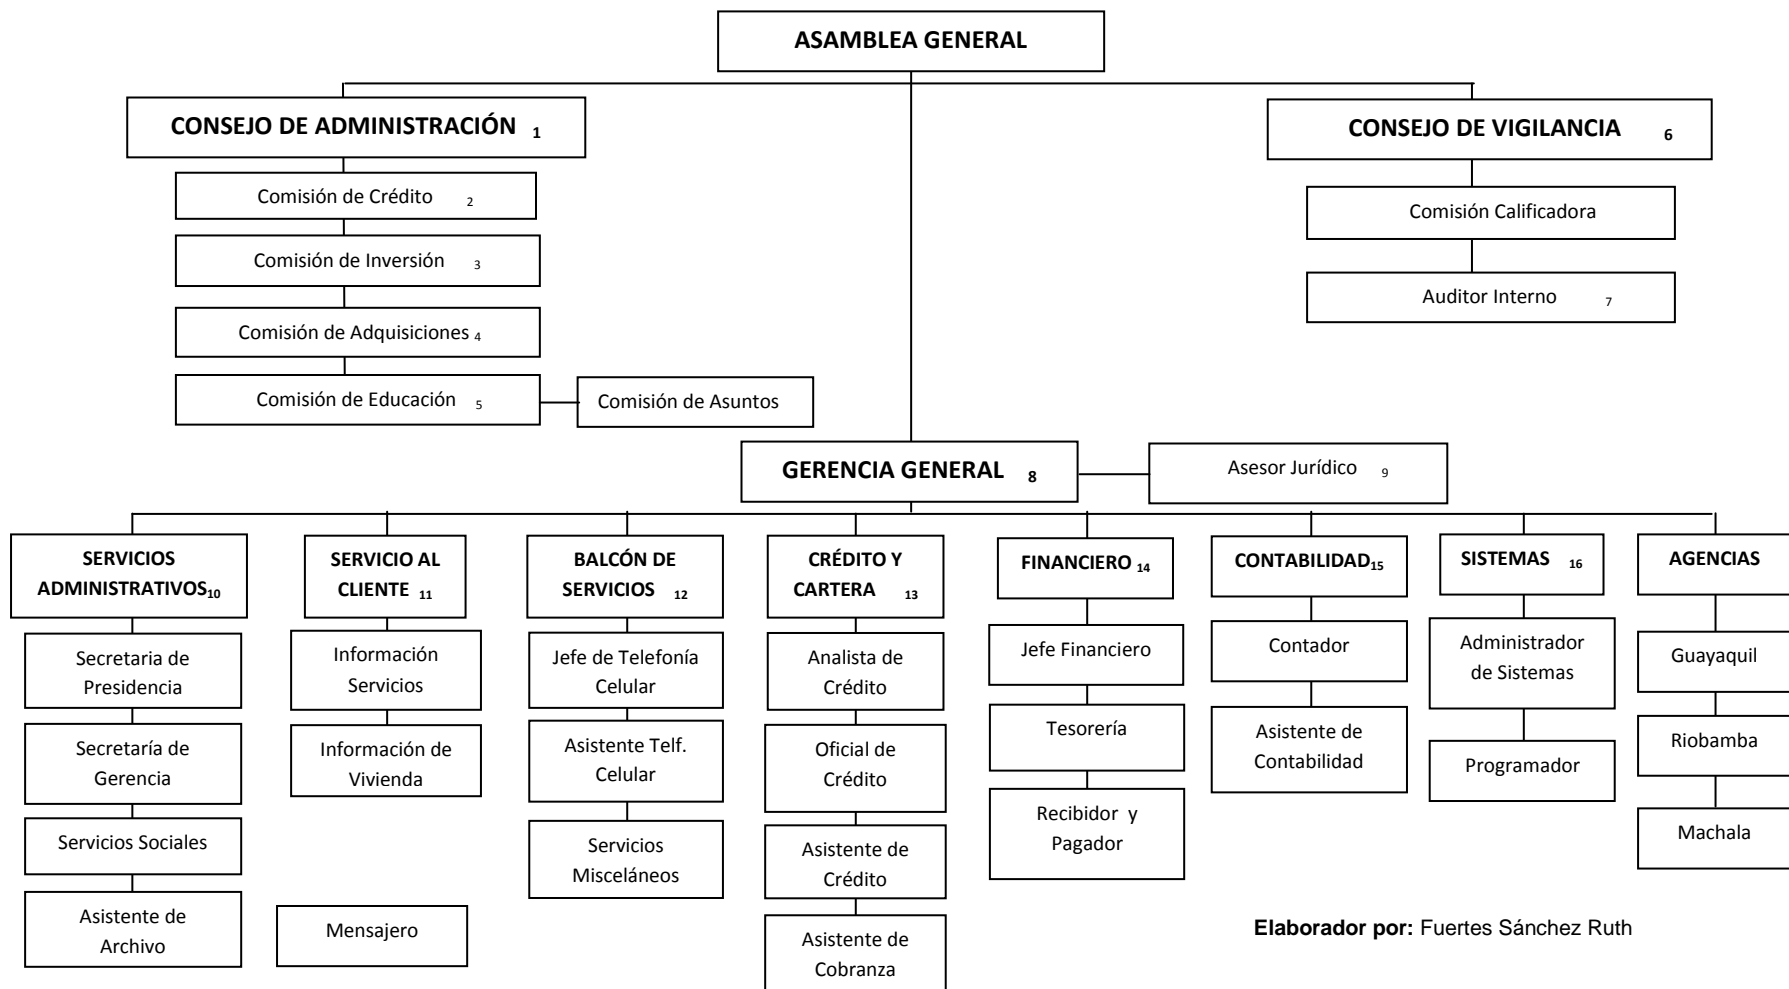 ASAMBLEA GENERAL
CONSEJO DE ADMINISTRACIÓN 1
CONSEJO DE VIGILANCIA 6
Comisión de Crédito 2
Comisión Calificadora
Comisión de Inversión 3
Auditor Interno 7
Comisión de Adquisiciones 4
Comisión de Educación 5
Comisión de Asuntos
GERENCIA GENERAL 8
Asesor Jurídico 9
SERVICIOS
ADMINISTRATIVOS10
Secretaria de
Presidencia
Secretaría de
Gerencia
Servicios Sociales
Asistente de
Archivo
SERVICIO AL
CLIENTE 11
Información
Servicios
Información de
Vivienda
Mensajero
BALCÓN DE
SERVICIOS 12
Jefe de Telefonía
Celular
Asistente Telf.
Celular
Servicios
Misceláneos
CRÉDITO Y
CARTERA 13
Analista de
Crédito
Oficial de
Crédito
Asistente de
Crédito
Asistente de
Cobranza
FINANCIERO 14
Jefe Financiero
Tesorería
Recibidor y
Pagador
CONTABILIDAD15
Contador
Asistente de
Contabilidad
SISTEMAS 16
Administrador
de Sistemas
Programador
AGENCIAS
Guayaquil
Riobamba
Machala
Elaborador por: Fuertes Sánchez Ruth